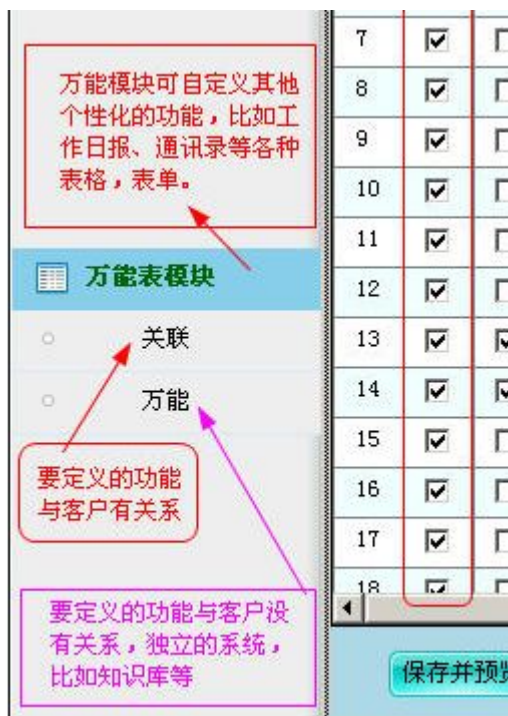 万能模块可自定义其他
个性化的功能，比如工
作日报、通讯录等各种
表格，表单。
万能表模块
关联
万能
要定义的功能
与客户有关系
要定义的功能与客户没
有关系，独立的系统，
比如知识库等
7
8
9
10
11
12
13
14
15
16
17
18
保存并预览